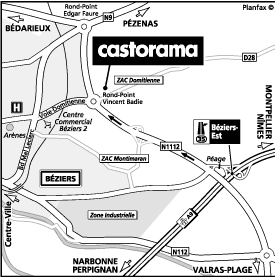 Planfax ©
Rond-Point
Edgar Faure
N9
BÉDARIEUX
PÉZENAS
castorama
ZAC Domitienne
D28
Rond-Point
Vincent Badie
MONTPELLIER
NÎMES
H
Voie Domitienne
Centre
Commercial
Béziers 2
Arènes
Bd Mal Leclerc
35
Béziers-
Est
N112
Péage
ZAC Montimaran
BÉZIERS
Centre-Ville
Zone Industrielle
A9
N112
NARBONNE
PERPIGNAN
VALRAS-PLAGE